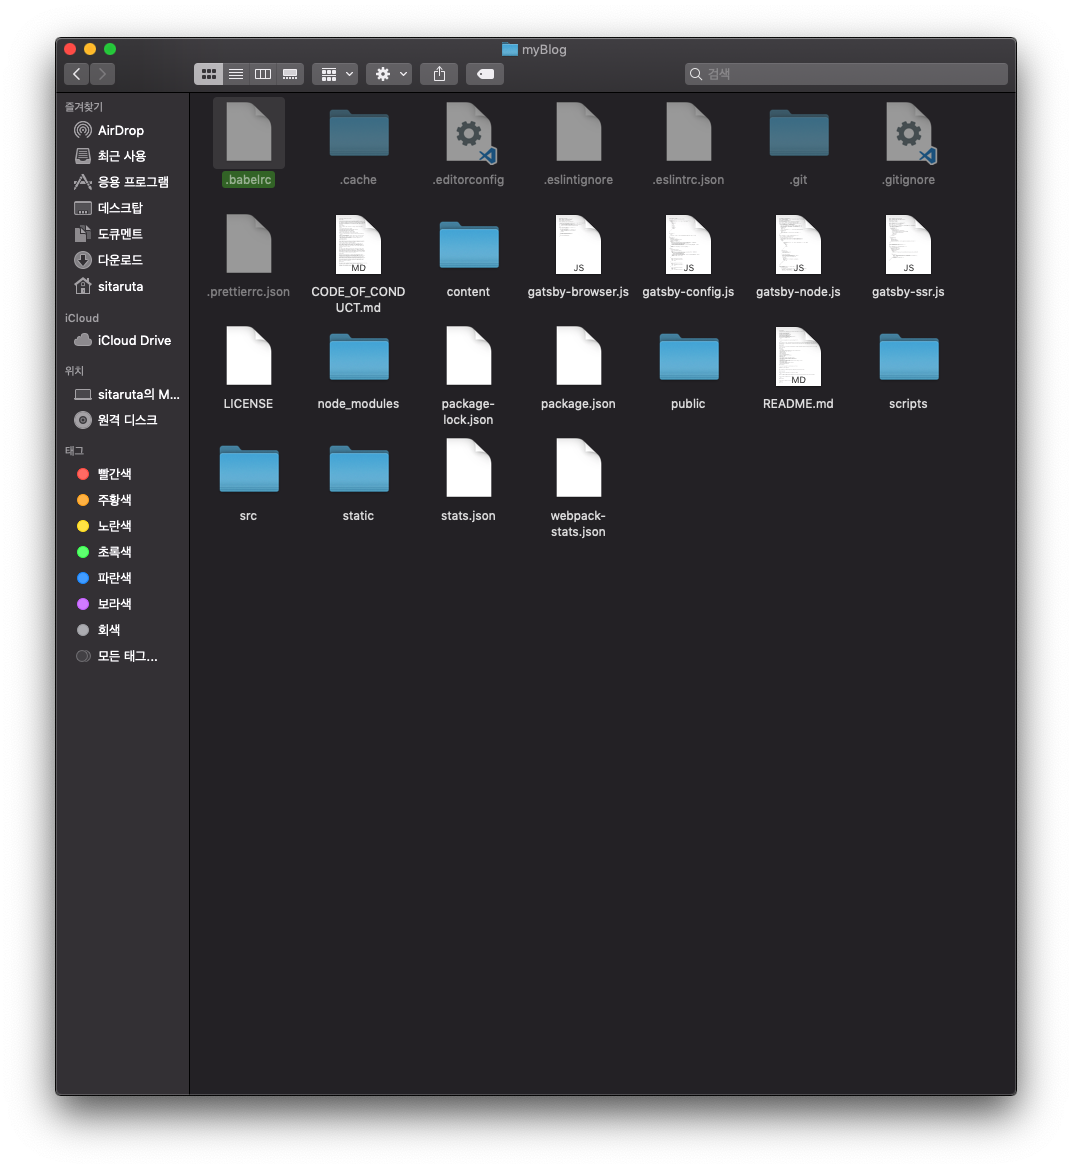 myBlog
검색
즐겨찾기
AirDrop
최근 사용
응용 프로그램
데스크탑
도큐멘트
다운로드
sitaruta
iCloud
iCloud Drive
위치
sitaruta의 M...
원격 디스크
태그
빨간색
주황색
노란색
초록색
파란색
보라색
회색
모든 태그...
.babelrc
.cache
.editorconfig
.eslintignore
.eslintrc.json
.git
.gitignore
.prettierrc.json
MD
CODE_OF_COND
UCT.md
content
JS
gatsby-browser.js
JS
gatsby-config.js
JS
gatsby-node.js
JS
gatsby-ssr.js
LICENSE
node_modules
package-
lock.json
package.json
public
MD
README.md
scripts
src
static
stats.json
webpack-
stats.json